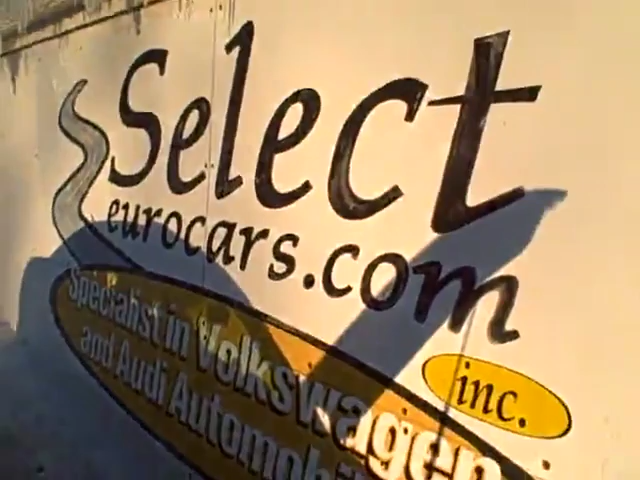 Select
eurocars.com
inc.
Specialist in Volkswagen
and Audi